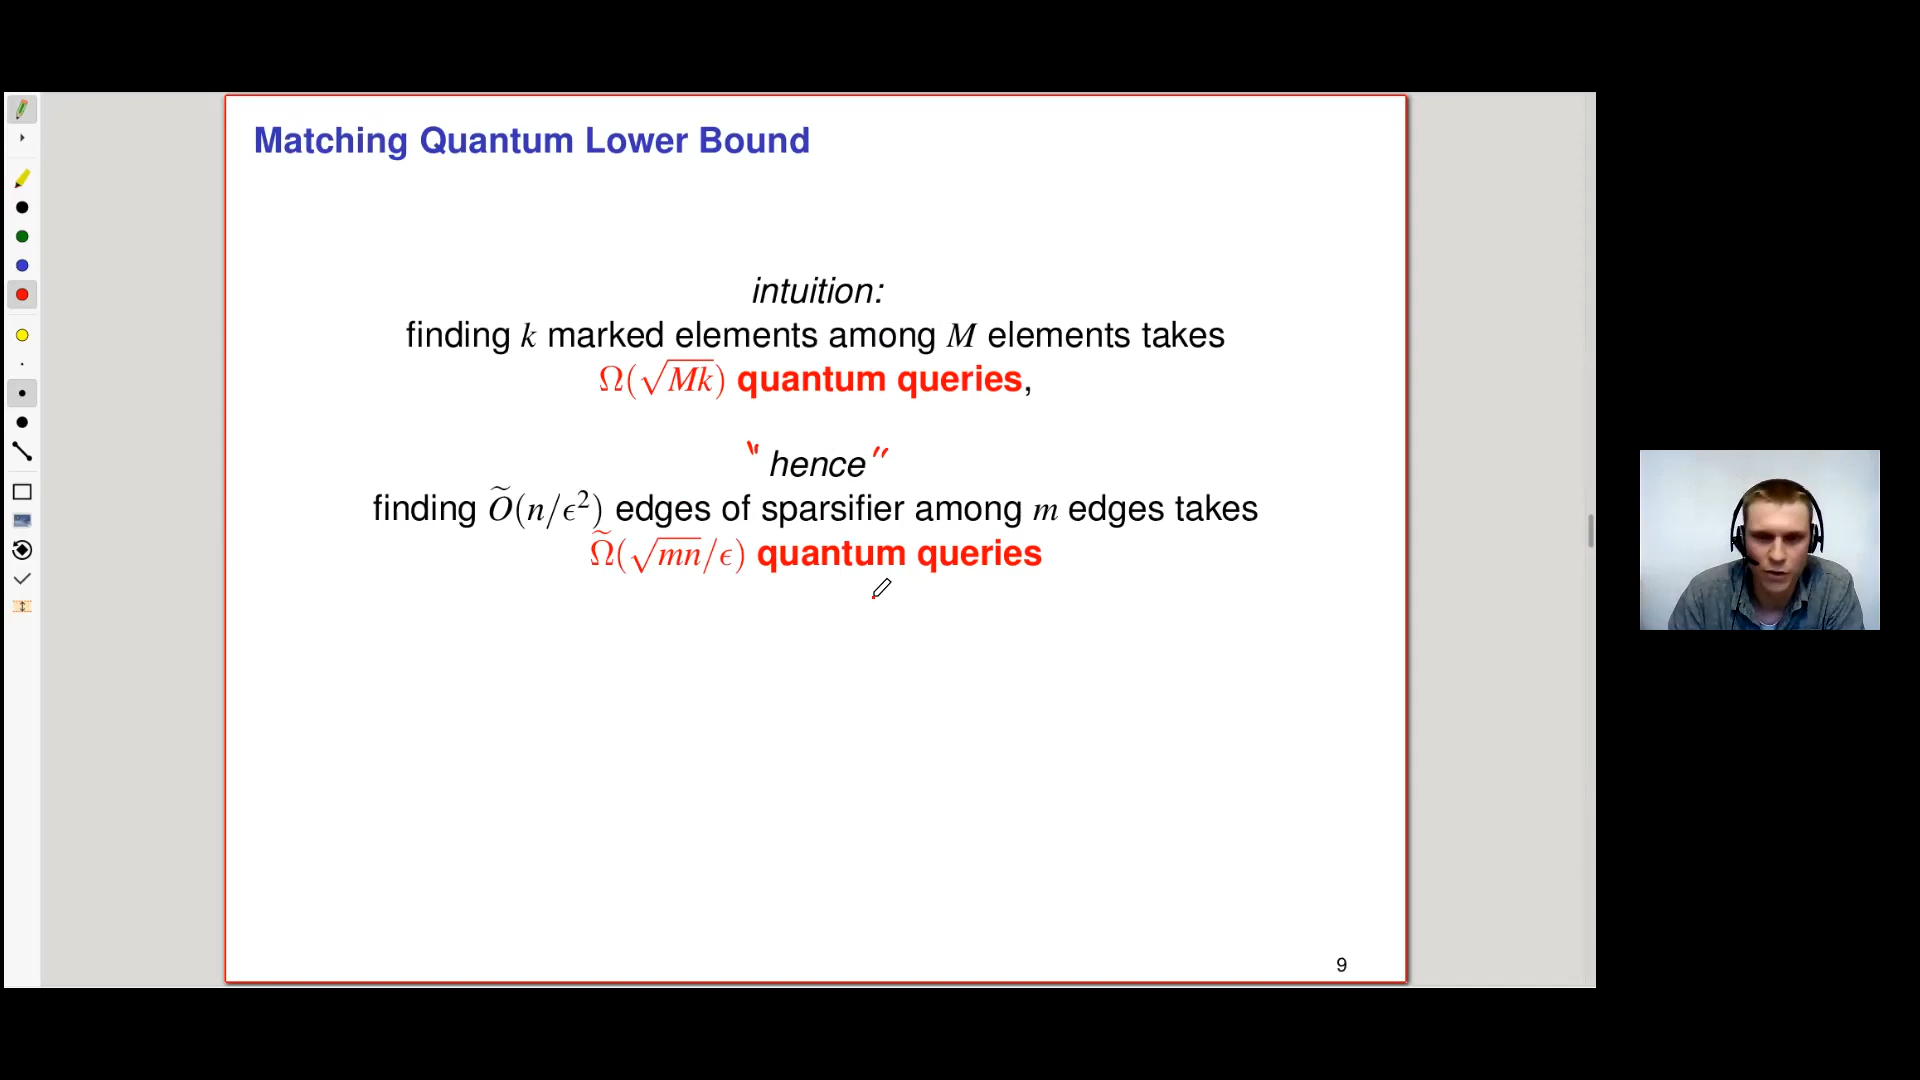 Matching Quantum Lower Bound
intuition:
finding k marked elements among M elements takes
Ω(√Mk) quantum queries,
"hence"
finding Õ(n/ϵ²) edges of sparsifier among m edges takes
Ω̃(√mn/ϵ) quantum queries
9